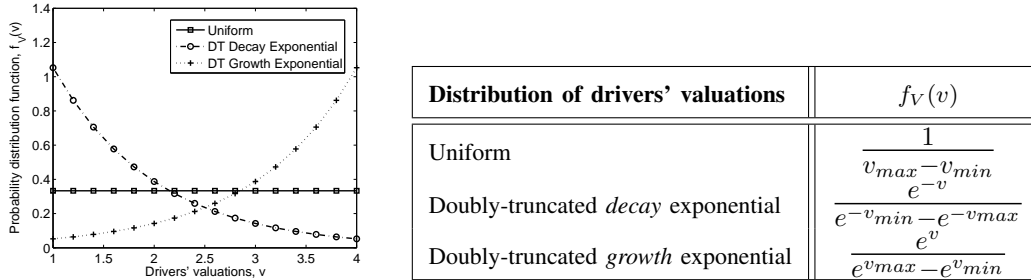 1.4
1.2
1
0.8
0.6
0.4
0.2
0
Probability distribution function, f_V(v)
Uniform
DT Decay Exponential
DT Growth Exponential
1 1.5 2 2.5 3 3.5 4
Drivers' valuations, v
Distribution of drivers' valuations f_V(v)
Uniform 1/(v_max−v_min)
Doubly-truncated decay exponential e^−v/(e^−v_min−e^−v_max)
Doubly-truncated growth exponential e^v/(e^v_max−e^v_min)